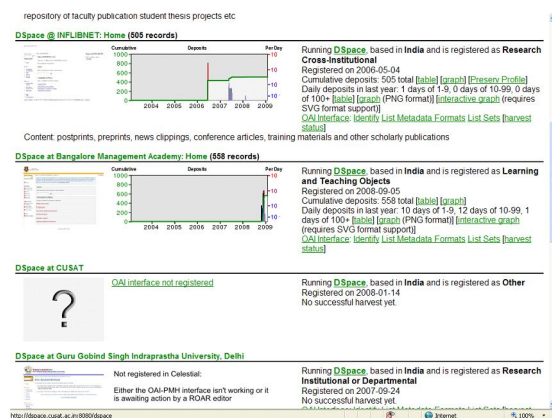 repository of faculty publication student thesis projects etc
DSpace @ INFLIBNET: Home (505 records)
Cumulative Deposits Per Day
1000
800
600
400
200
0
2004 2005 2006 2007 2008 2009
Running DSpace, based in India and is registered as Research
Cross-Institutional
Registered on 2006-05-04
Cumulative deposits: 505 total [table] [graph] [Preserv Profile]
Daily deposits in last year: 1 days of 1-9, 0 days of 10-99, 0 days
of 100+ [table] [graph (PNG format)] [interactive graph (requires
SVG format support)]
OAI Interface: Identify List Metadata Formats List Sets [harvest
status]
Content: postprints, preprints, news clippings, conference articles, training materials and other scholarly publications
DSpace at Bangalore Management Academy: Home (558 records)
Cumulative Deposits Per Day
1000
800
600
400
200
0
2004 2005 2006 2007 2008 2009
Running DSpace, based in India and is registered as Learning
and Teaching Objects
Registered on 2008-09-05
Cumulative deposits: 558 total [table] [graph]
Daily deposits in last year: 10 days of 1-9, 12 days of 10-99, 1
days of 100+ [table] [graph (PNG format)] [interactive graph
(requires SVG format support)]
OAI Interface: Identify List Metadata Formats List Sets [harvest
status]
DSpace at CUSAT
?
OAI interface not registered
Running DSpace, based in India and is registered as Other
Registered on 2008-01-14
No successful harvest yet.
DSpace at Guru Gobind Singh Indraprastha University, Delhi
Not registered in Celestial:
Either the OAI-PMH interface isn't working or it
is awaiting action by a ROAR editor
Running DSpace, based in India and is registered as Research
Institutional or Departmental
Registered on 2007-09-24
No successful harvest yet.
http://dspace.cusat.ac.in:8080/dspace
Internet
100%